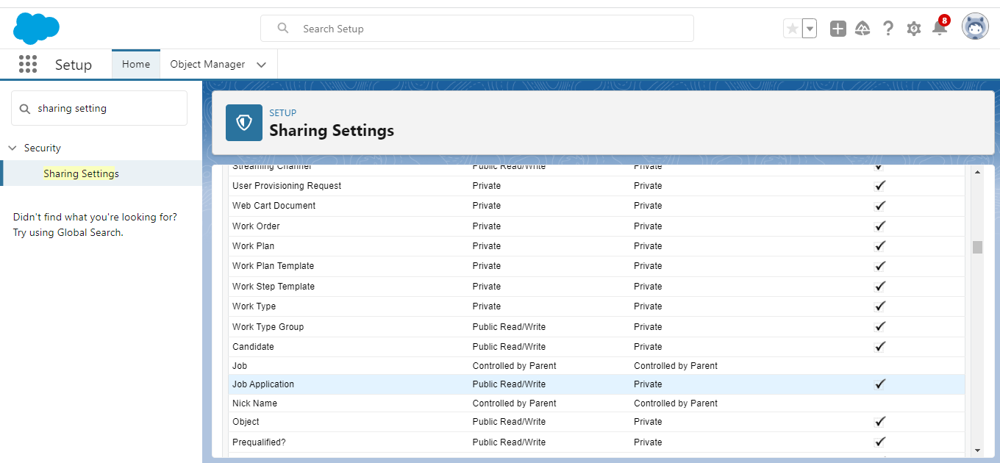 Search Setup
8
Setup
Home
Object Manager
sharing setting
Security
Sharing Settings
Didn't find what you're looking for?
Try using Global Search.
SETUP
Sharing Settings
Streaming Channel Public Read/Write Private
User Provisioning Request Private Private
Web Cart Document Private Private
Work Order Private Private
Work Plan Private Private
Work Plan Template Private Private
Work Step Template Private Private
Work Type Private Private
Work Type Group Public Read/Write Private
Candidate Public Read/Write Private
Job Controlled by Parent Controlled by Parent
Job Application Public Read/Write Private
Nick Name Controlled by Parent Controlled by Parent
Object Public Read/Write Private
Prequalified? Public Read/Write Private